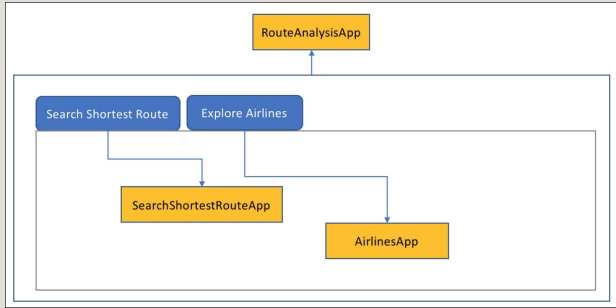 RouteAnalysisApp
Search Shortest Route
Explore Airlines
SearchShortestRouteApp
AirlinesApp